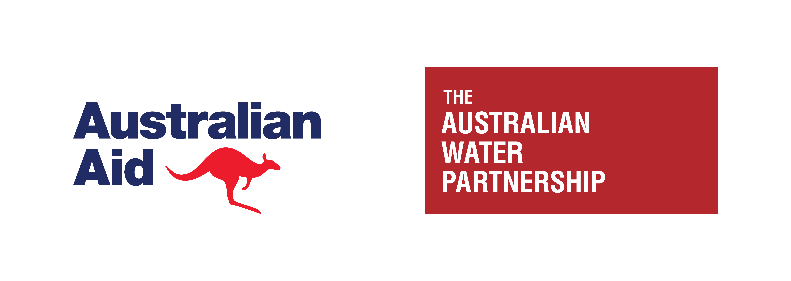 Australian
Aid
THE
AUSTRALIAN
WATER
PARTNERSHIP